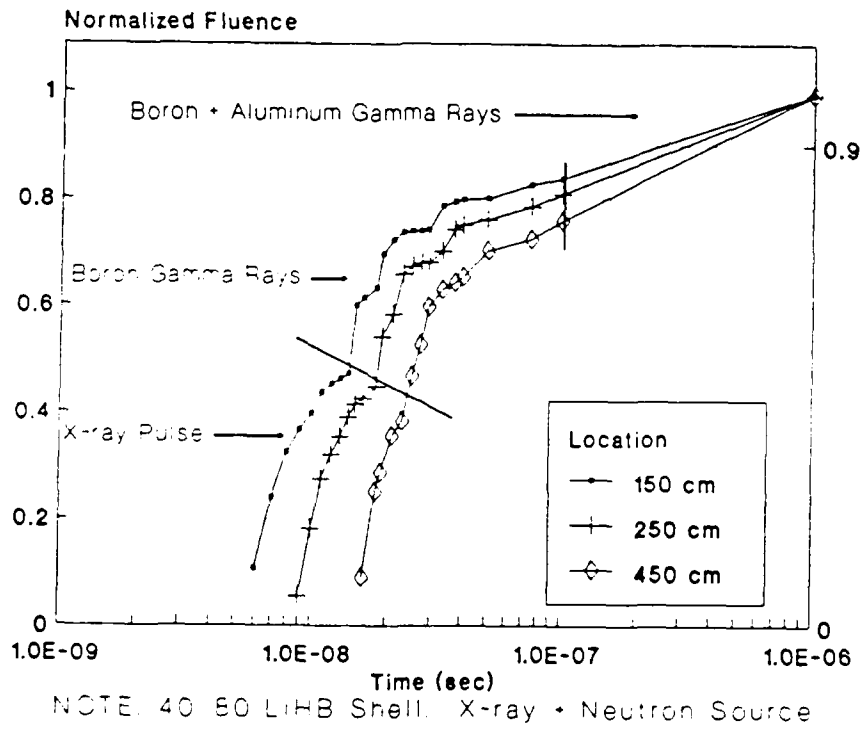 Normalized Fluence
1
Boron + Aluminum Gamma Rays
0.9
0.8
Boron Gamma Rays
0.6
0.4
X-ray Pulse
Location
150 cm
250 cm
450 cm
0.2
0
0
1.0E-09
1.0E-08
1.0E-07
1.0E-06
Time (sec)
NOTE: 40 80 LiHB Shell. X-ray + Neutron Source